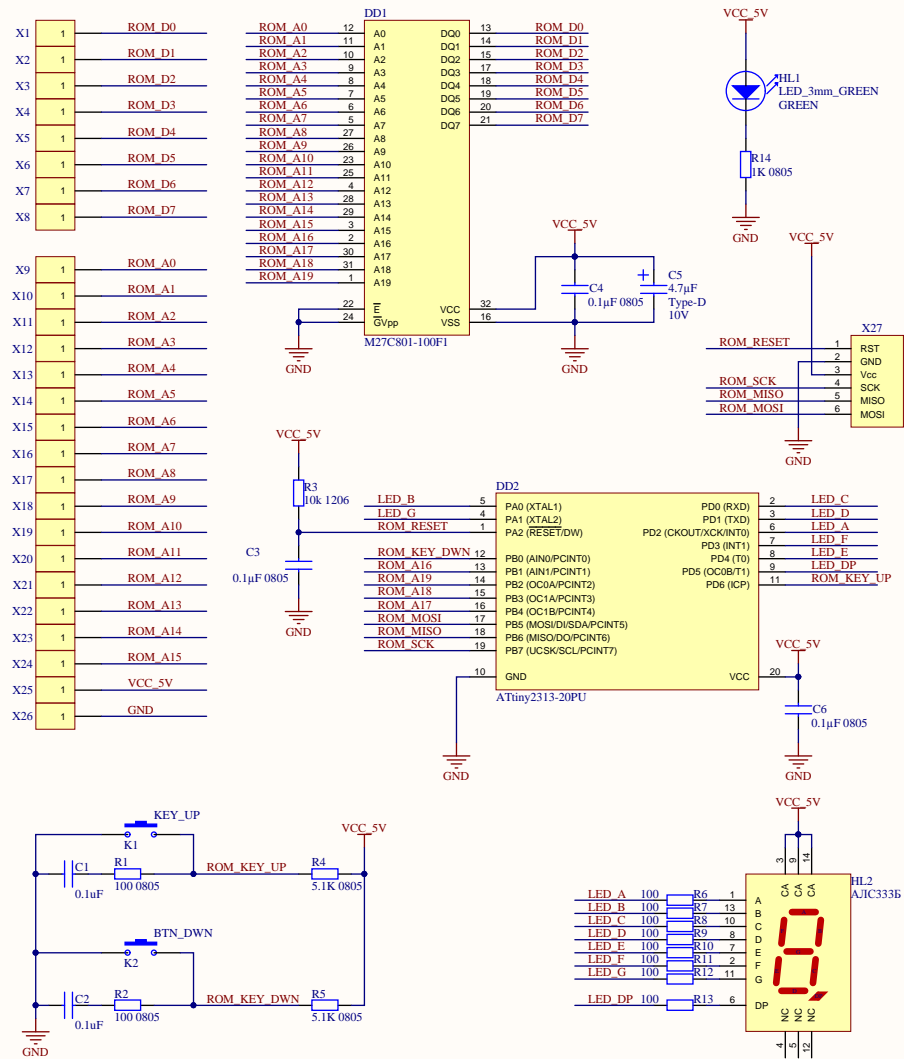 X1 1 ROM_D0
X2 1 ROM_D1
X3 1 ROM_D2
X4 1 ROM_D3
X5 1 ROM_D4
X6 1 ROM_D5
X7 1 ROM_D6
X8 1 ROM_D7
X9 1 ROM_A0
X10 1 ROM_A1
X11 1 ROM_A2
X12 1 ROM_A3
X13 1 ROM_A4
X14 1 ROM_A5
X15 1 ROM_A6
X16 1 ROM_A7
X17 1 ROM_A8
X18 1 ROM_A9
X19 1 ROM_A10
X20 1 ROM_A11
X21 1 ROM_A12
X22 1 ROM_A13
X23 1 ROM_A14
X24 1 ROM_A15
X25 1 VCC_5V
X26 1 GND
DD1
ROM_A0 12 A0 DQ0 13 ROM_D0
ROM_A1 11 A1 DQ1 14 ROM_D1
ROM_A2 10 A2 DQ2 15 ROM_D2
ROM_A3 9 A3 DQ3 17 ROM_D3
ROM_A4 8 A4 DQ4 18 ROM_D4
ROM_A5 7 A5 DQ5 19 ROM_D5
ROM_A6 6 A6 DQ6 20 ROM_D6
ROM_A7 5 A7 DQ7 21 ROM_D7
ROM_A8 27 A8
ROM_A9 26 A9
ROM_A10 23 A10
ROM_A11 25 A11
ROM_A12 4 A12
ROM_A13 28 A13
ROM_A14 29 A14
ROM_A15 3 A15
ROM_A16 2 A16
ROM_A17 30 A17
ROM_A18 31 A18
ROM_A19 1 A19
22 E VCC 32
24 GVpp VSS 16
M27C801-100F1
GND
VCC_5V
C4
0.1µF 0805
+ C5
4.7µF
Type-D
10V
GND
VCC_5V
HL1
LED_3mm_GREEN
GREEN
R14
1K 0805
GND
VCC_5V
X27
ROM_RESET 1 RST
2 GND
3 Vcc
ROM_SCK 4 SCK
ROM_MISO 5 MISO
ROM_MOSI 6 MOSI
GND
VCC_5V
R3
10k 1206
C3
0.1µF 0805
GND
DD2
LED_B 5 PA0 (XTAL1) PD0 (RXD) 2 LED_C
LED_G 4 PA1 (XTAL2) PD1 (TXD) 3 LED_D
ROM_RESET 1 PA2 (RESET/DW) PD2 (CKOUT/XCK/INT0) 6 LED_A
PD3 (INT1) 7 LED_F
ROM_KEY_DWN 12 PB0 (AIN0/PCINT0) PD4 (T0) 8 LED_E
ROM_A16 13 PB1 (AIN1/PCINT1) PD5 (OC0B/T1) 9 LED_DP
ROM_A19 14 PB2 (OC0A/PCINT2) PD6 (ICP) 11 ROM_KEY_UP
ROM_A18 15 PB3 (OC1A/PCINT3)
ROM_A17 16 PB4 (OC1B/PCINT4)
ROM_MOSI 17 PB5 (MOSI/DI/SDA/PCINT5)
ROM_MISO 18 PB6 (MISO/DO/PCINT6)
ROM_SCK 19 PB7 (UCSK/SCL/PCINT7)
10 GND VCC 20
ATtiny2313-20PU
GND
VCC_5V
C6
0.1µF 0805
GND
KEY_UP
K1
C1
0.1uF
R1
100 0805
ROM_KEY_UP
R4
5.1K 0805
VCC_5V
BTN_DWN
K2
C2
0.1uF
R2
100 0805
ROM_KEY_DWN
R5
5.1K 0805
GND
VCC_5V
3 9 14
CA CA CA
HL2
АЛС333Б
LED_A 100 R6 1 A
LED_B 100 R7 13 B
LED_C 100 R8 10 C
LED_D 100 R9 8 D
LED_E 100 R10 7 E
LED_F 100 R11 2 F
LED_G 100 R12 11 G
LED_DP 100 R13 6 DP
NC NC NC
4 5 12